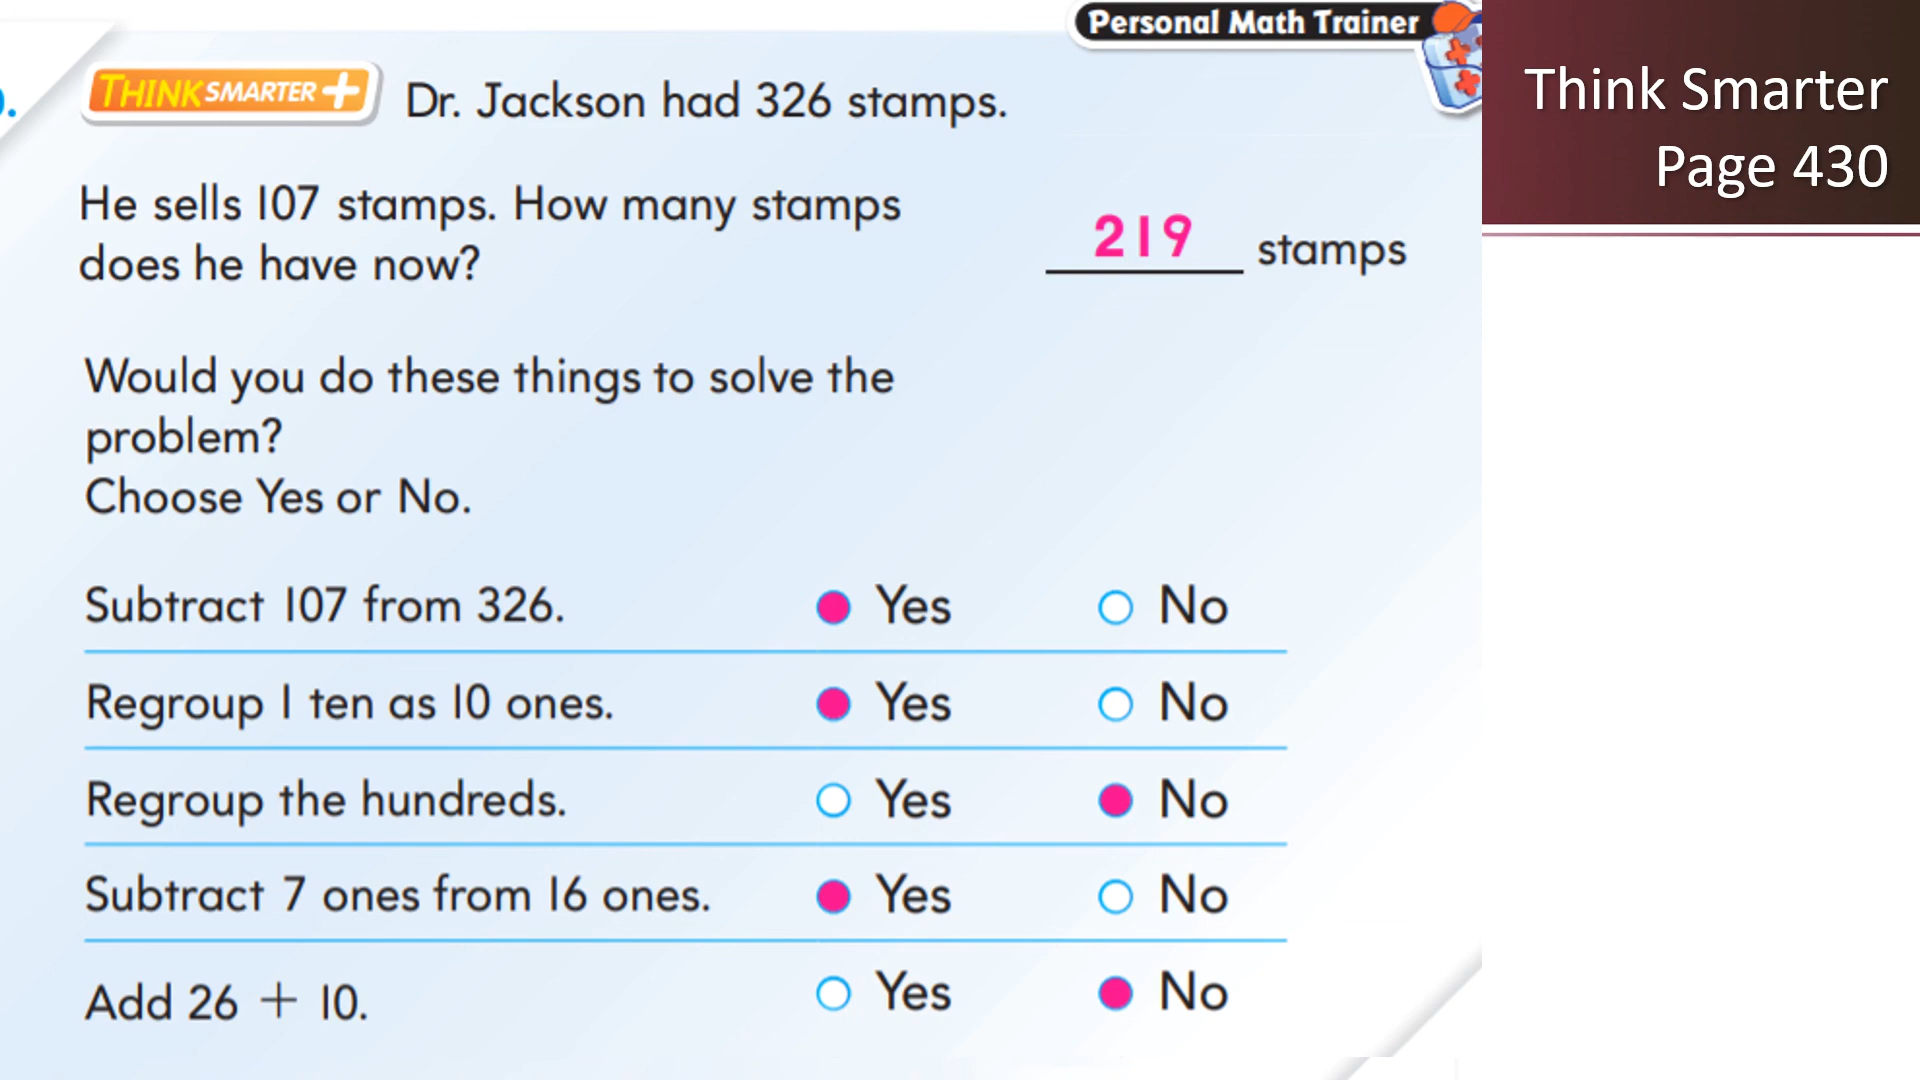 Personal Math Trainer
THINK SMARTER + Dr. Jackson had 326 stamps.
He sells 107 stamps. How many stamps
does he have now?
219 stamps
Would you do these things to solve the
problem?
Choose Yes or No.
Subtract 107 from 326. Yes No
Regroup 1 ten as 10 ones. Yes No
Regroup the hundreds. Yes No
Subtract 7 ones from 16 ones. Yes No
Add 26 + 10. Yes No
Think Smarter
Page 430